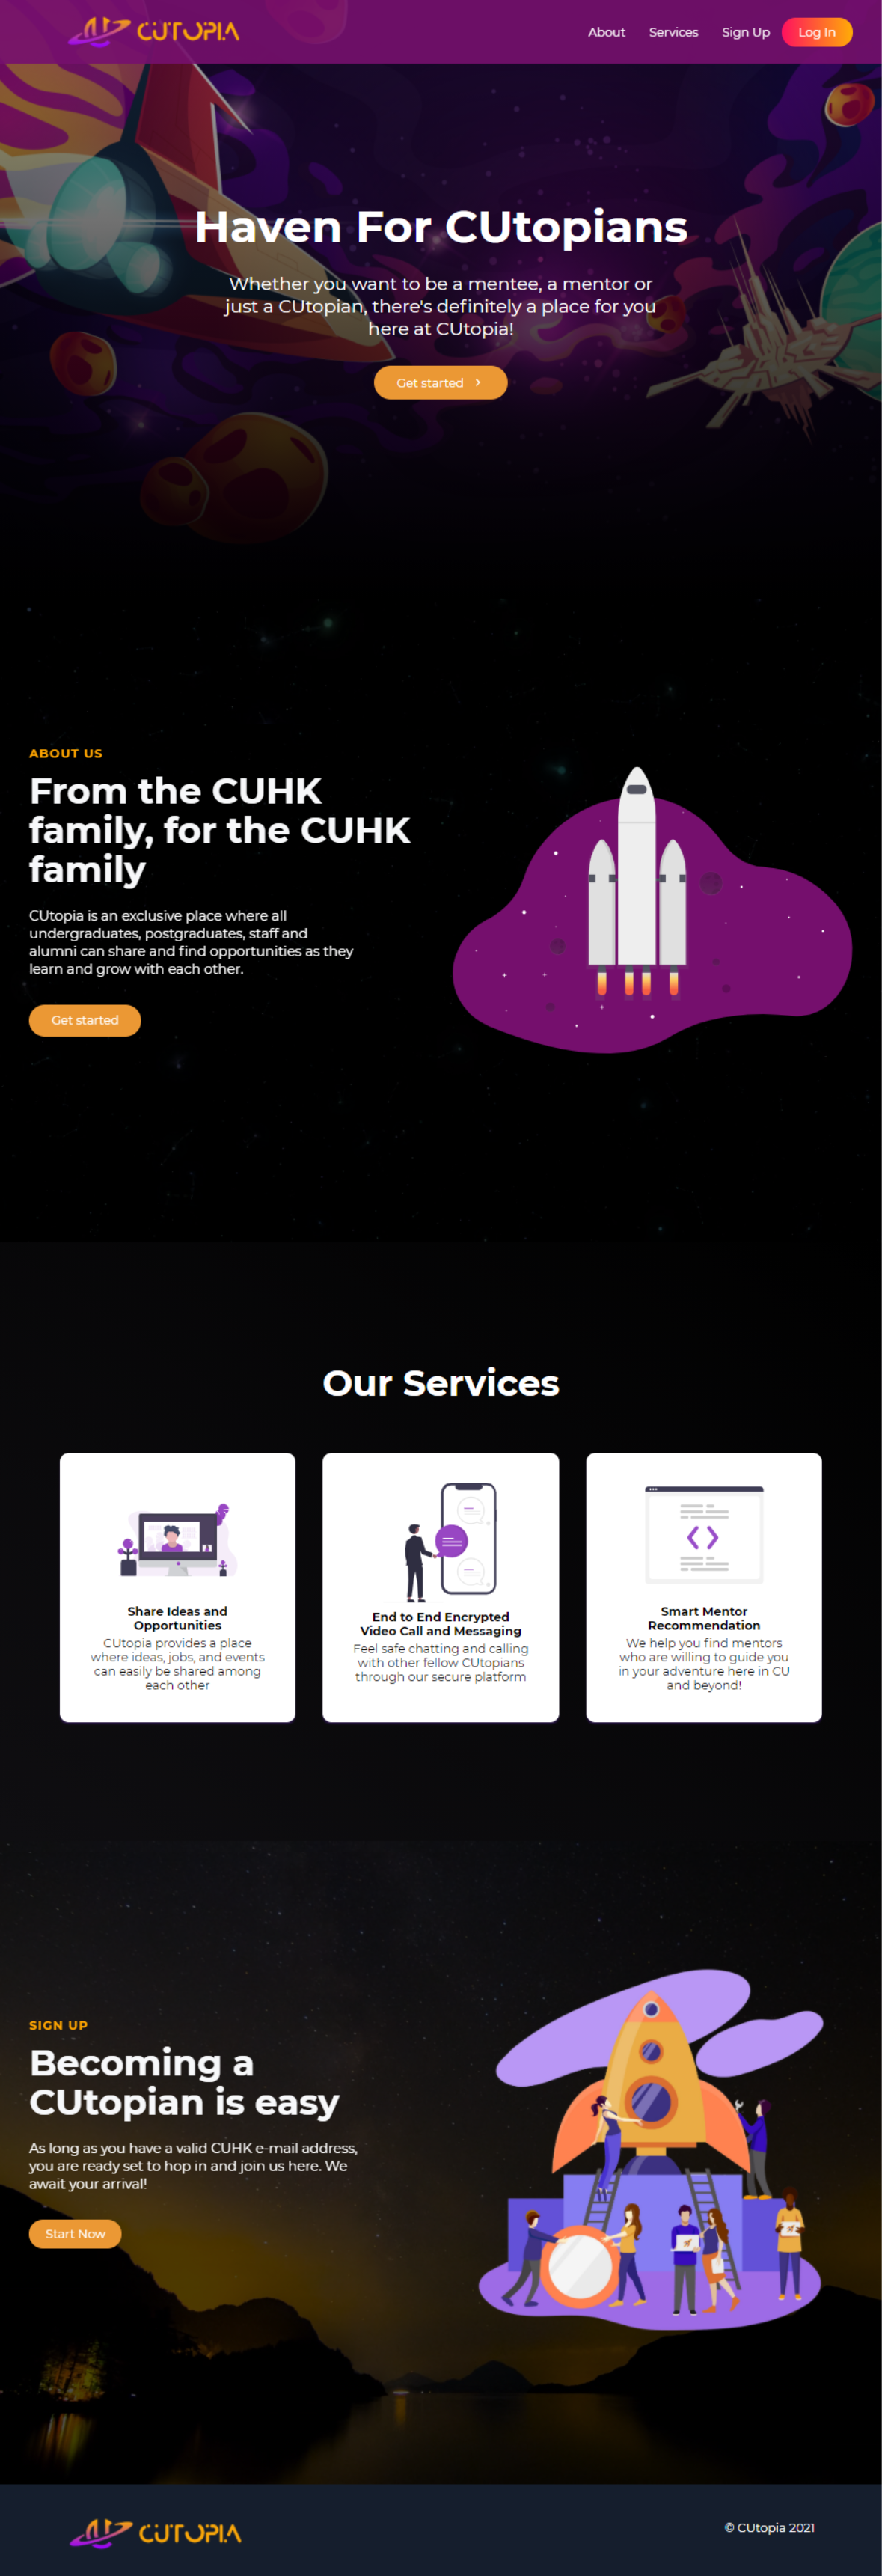 CUTOPIA
About
Services
Sign Up
Log In
Haven For CUtopians
Whether you want to be a mentee, a mentor or
just a CUtopian, there's definitely a place for you
here at CUtopia!
Get started
ABOUT US
From the CUHK
family, for the CUHK
family
CUtopia is an exclusive place where all
undergraduates, postgraduates, staff and
alumni can share and find opportunities as they
learn and grow with each other.
Get started
Our Services
Share Ideas and
Opportunities
CUtopia provides a place
where ideas, jobs, and events
can easily be shared among
each other
End to End Encrypted
Video Call and Messaging
Feel safe chatting and calling
with other fellow CUtopians
through our secure platform
Smart Mentor
Recommendation
We help you find mentors
who are willing to guide you
in your adventure here in CU
and beyond!
SIGN UP
Becoming a
CUtopian is easy
As long as you have a valid CUHK e-mail address,
you are ready set to hop in and join us here. We
await your arrival!
Start Now
CUTOPIA
© CUtopia 2021